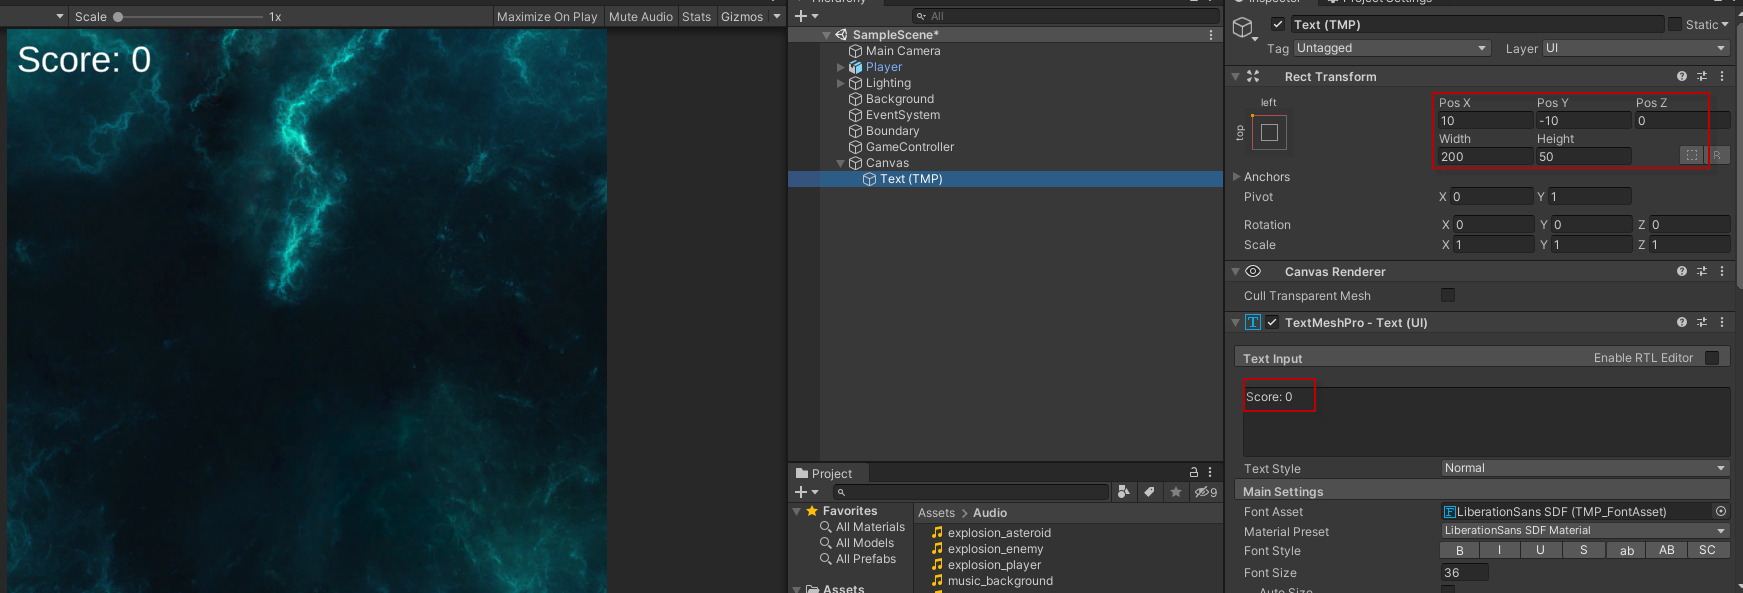 Hierarchy
Inspector
Project Settings
Scale 1x Maximize On Play Mute Audio Stats Gizmos
All
Score: 0
SampleScene*
Main Camera
Player
Lighting
Background
EventSystem
Boundary
GameController
Canvas
Text (TMP)
Project
9
Favorites
All Materials
All Models
All Prefabs
Assets
Assets > Audio
explosion_asteroid
explosion_enemy
explosion_player
music_background
Text (TMP) Static
Tag Untagged Layer UI
Rect Transform
left
top
Pos X Pos Y Pos Z
10 -10 0
Width Height
200 50
R
Anchors
Pivot X 0 Y 1
Rotation X 0 Y 0 Z 0
Scale X 1 Y 1 Z 1
Canvas Renderer
Cull Transparent Mesh
TextMeshPro - Text (UI)
Text Input Enable RTL Editor
Score: 0
Text Style Normal
Main Settings
Font Asset LiberationSans SDF (TMP_FontAsset)
Material Preset LiberationSans SDF Material
Font Style B I U S ab AB SC
Font Size 36
Auto Size